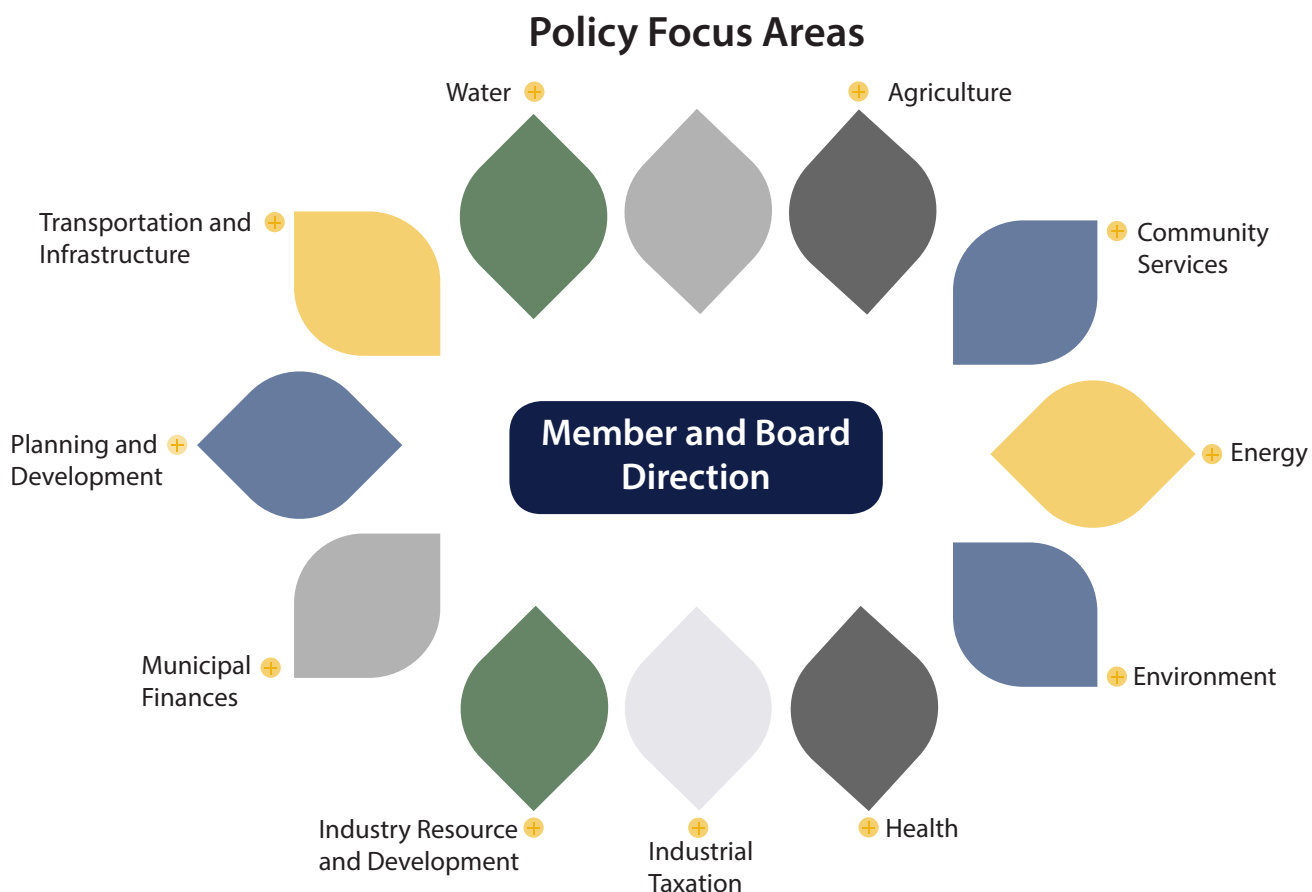 Policy Focus Areas
Water
Agriculture
Transportation and
Infrastructure
Community
Services
Planning and
Development
Member and Board
Direction
Energy
Municipal
Finances
Environment
Industry Resource
and Development
Industrial
Taxation
Health